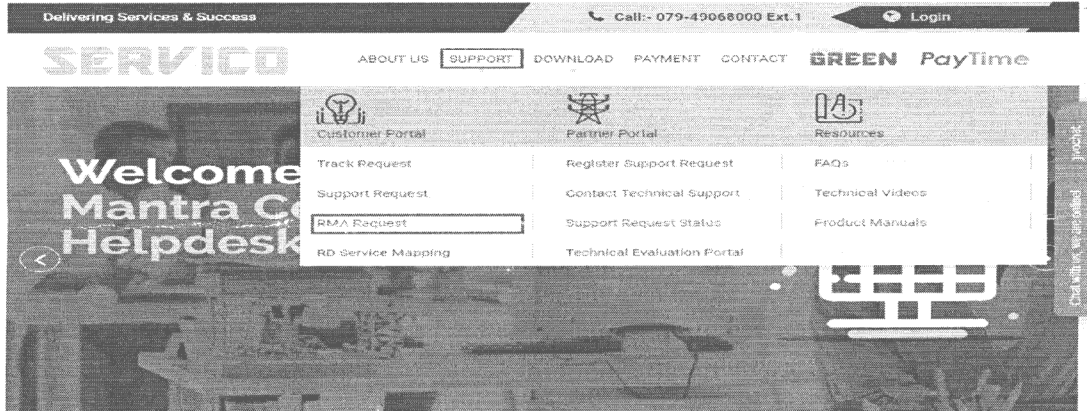 Delivering Services & Success
Call:- 079-49068000 Ext.1
Login
SERVICO
ABOUT US SUPPORT DOWNLOAD PAYMENT CONTACT GREEN PayTime
Customer Portal
Track Request
Support Request
RMA Request
RD Service Mapping
Partner Portal
Register Support Request
Contact Technical Support
Support Request Status
Technical Evaluation Portal
Resources
FAQs
Technical Videos
Product Manuals
Welcome
Mantra
Helpdesk
Chat with us, we are